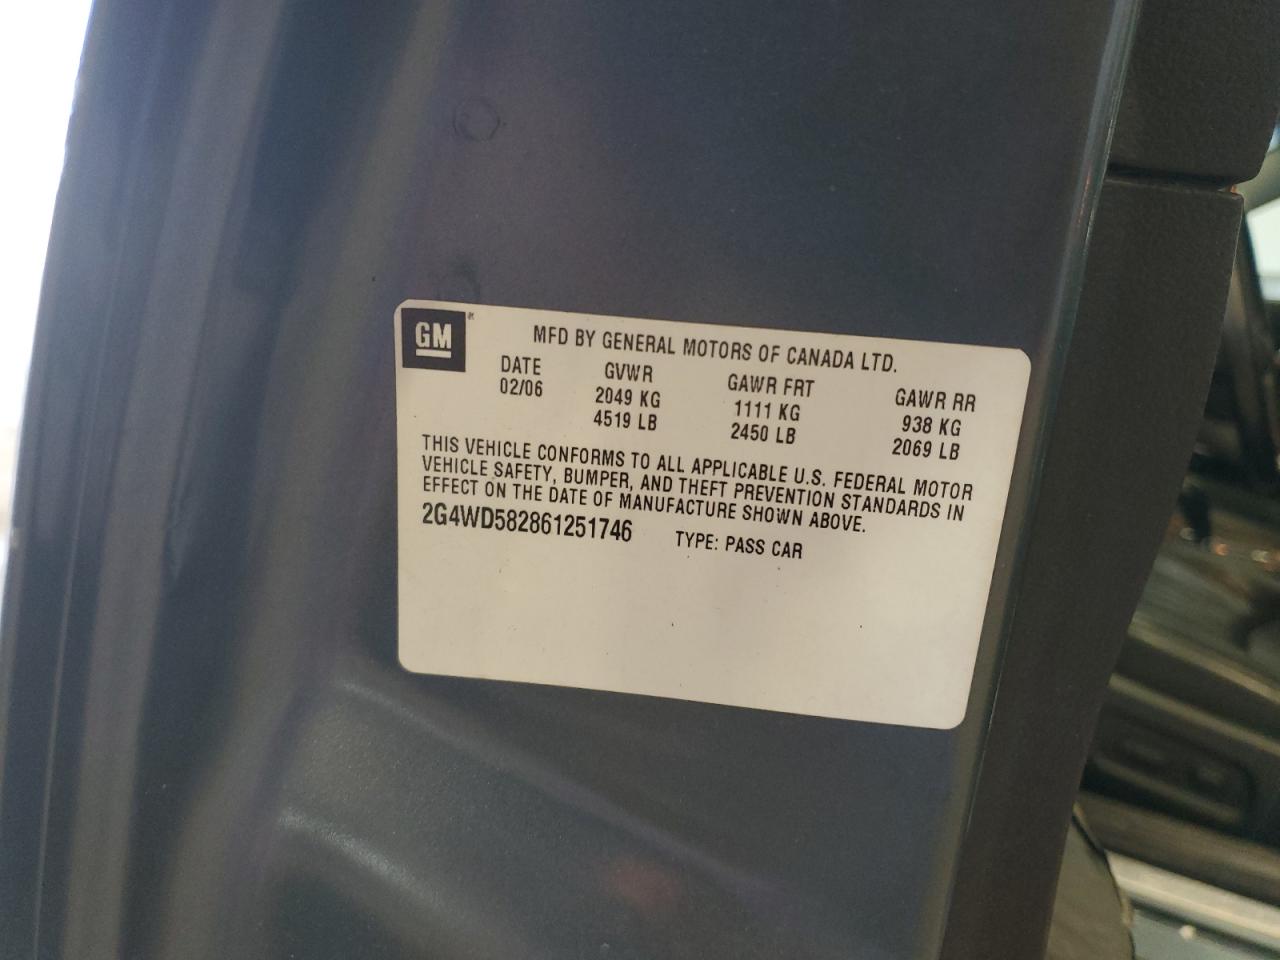 GM
MFD BY GENERAL MOTORS OF CANADA LTD.
DATE GVWR GAWR FRT GAWR RR
02/06 2049 KG 1111 KG 938 KG
4519 LB 2450 LB 2069 LB
THIS VEHICLE CONFORMS TO ALL APPLICABLE U.S. FEDERAL MOTOR
VEHICLE SAFETY, BUMPER, AND THEFT PREVENTION STANDARDS IN
EFFECT ON THE DATE OF MANUFACTURE SHOWN ABOVE.
2G4WD582861251746 TYPE: PASS CAR